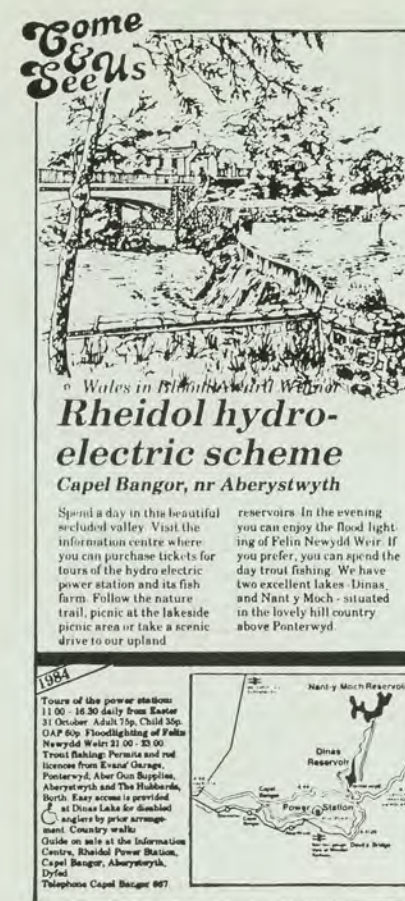 Come
&
See Us
Wales in Bloom Award Winner
Rheidol hydro-
electric scheme
Capel Bangor, nr Aberystwyth
Spend a day in this beautiful
secluded valley. Visit the
information centre where
you can purchase tickets for
tours of the hydro electric
power station and its fish
farm. Follow the nature
trail, picnic at the lakeside
picnic area or take a scenic
drive to our upland
reservoirs. In the evening
you can enjoy the flood light-
ing of Felin Newydd Weir. If
you prefer, you can spend the
day trout fishing. We have
two excellent lakes - Dinas,
and Nant y Moch - situated
in the lovely hill country
above Ponterwyd.
1984
Tours of the power station:
11.00 - 16.30 daily from Easter
31 October. Adult 75p, Child 35p,
OAP 60p. Floodlighting of Felin
Newydd Weir: 21.00 - 23.00.
Trout fishing: Permits and rod
licences from Evans' Garage,
Ponterwyd, Aber Gun Supplies,
Aberystwyth and The Hubbards,
Borth. Easy access is provided
at Dinas Lake for disabled
anglers by prior arrange-
ment. Country walks
Guide on sale at the Information
Centre, Rheidol Power Station,
Capel Bangor, Aberystwyth,
Dyfed
Telephone Capel Bangor 667
Nant-y-Moch Reservoir
Dinas
Reservoir
Capel
Bangor
Power Station
Devil's Bridge